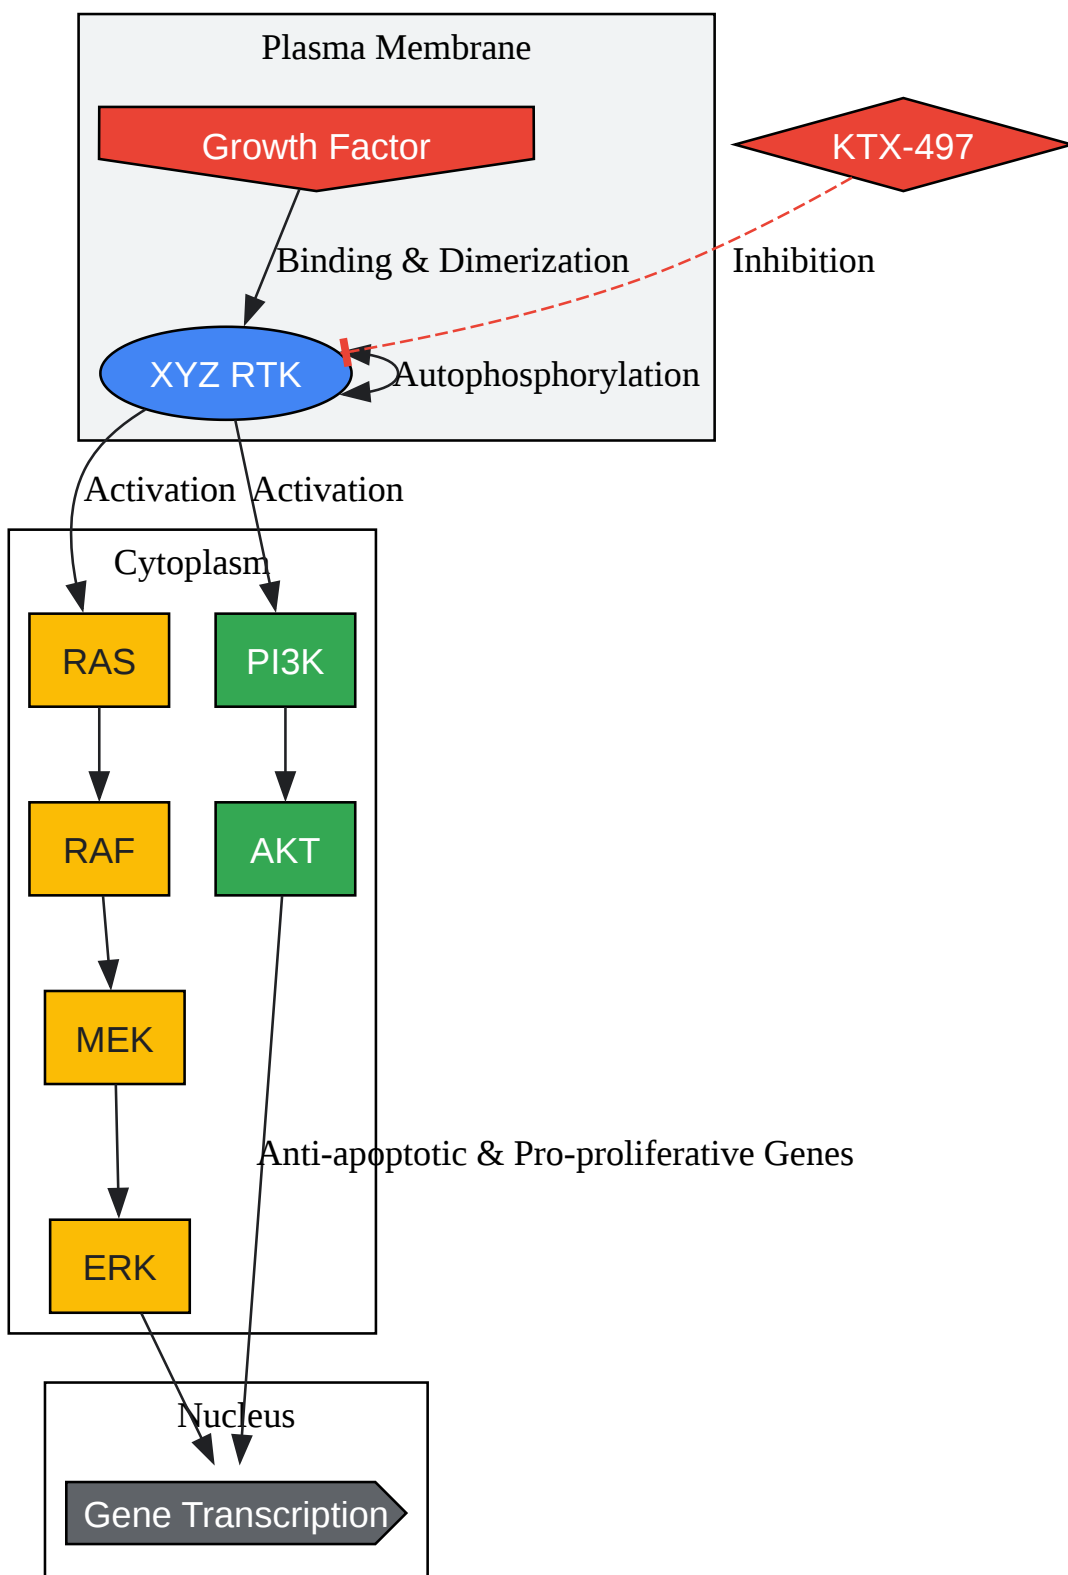 Plasma Membrane
Growth Factor
KTX-497
Binding & Dimerization
Inhibition
XYZ RTK
Autophosphorylation
Activation
Activation
Cytoplasm
RAS
PI3K
RAF
AKT
MEK
Anti-apoptotic & Pro-proliferative Genes
ERK
Nucleus
Gene Transcription